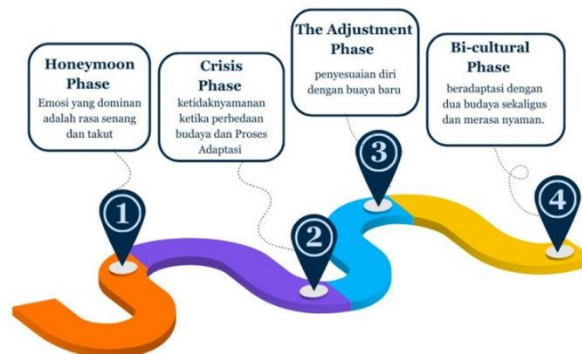 Honeymoon
Phase
Emosi yang dominan
adalah rasa senang
dan takut
Crisis
Phase
ketidaknyamanan
ketika perbedaan
budaya dan Proses
Adaptasi
The Adjustment
Phase
penyesuaian diri
dengan buaya baru
Bi-cultural
Phase
beradaptasi dengan
dua budaya sekaligus
dan merasa nyaman.
1
2
3
4